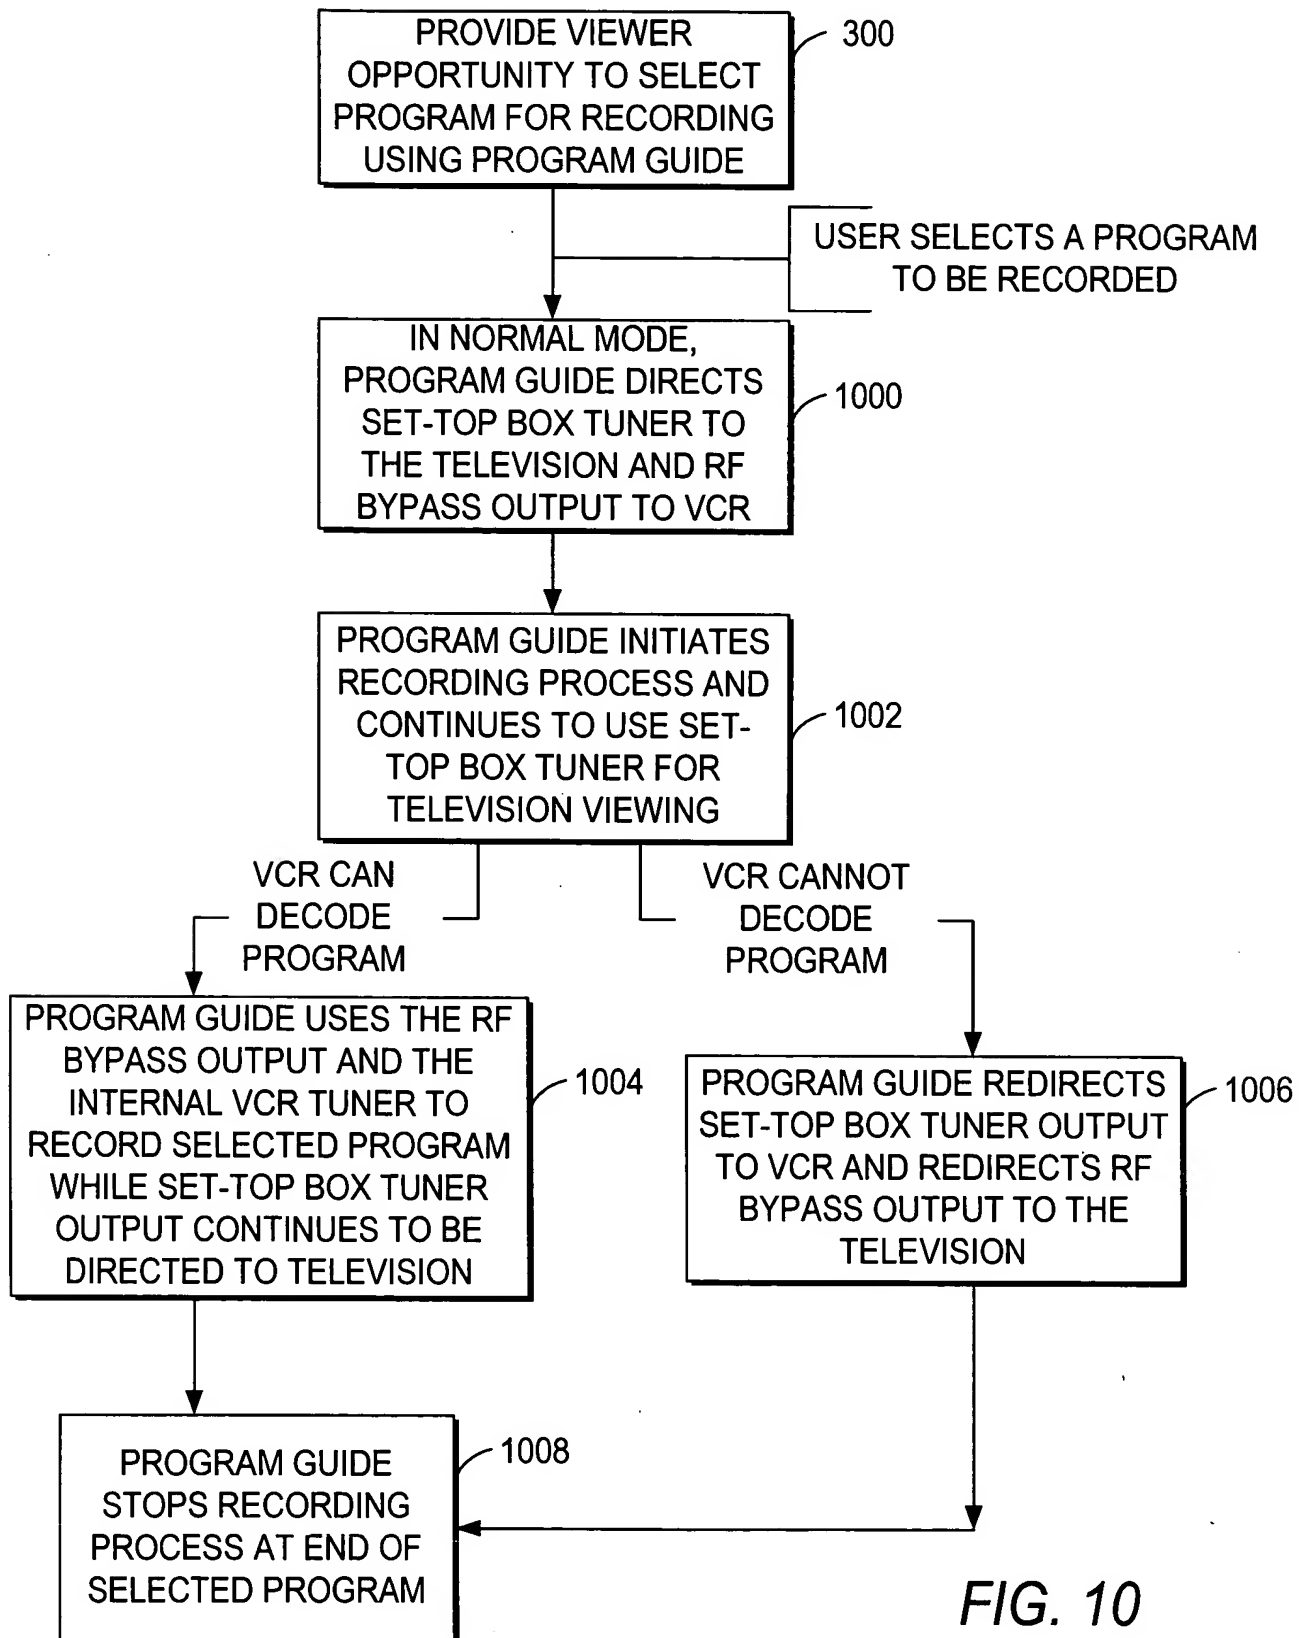 PROVIDE VIEWER
OPPORTUNITY TO SELECT
PROGRAM FOR RECORDING
USING PROGRAM GUIDE
300
USER SELECTS A PROGRAM
TO BE RECORDED
IN NORMAL MODE,
PROGRAM GUIDE DIRECTS
SET-TOP BOX TUNER TO
THE TELEVISION AND RF
BYPASS OUTPUT TO VCR
1000
PROGRAM GUIDE INITIATES
RECORDING PROCESS AND
CONTINUES TO USE SET-
TOP BOX TUNER FOR
TELEVISION VIEWING
1002
VCR CAN
DECODE
PROGRAM
VCR CANNOT
DECODE
PROGRAM
PROGRAM GUIDE USES THE RF
BYPASS OUTPUT AND THE
INTERNAL VCR TUNER TO
RECORD SELECTED PROGRAM
WHILE SET-TOP BOX TUNER
OUTPUT CONTINUES TO BE
DIRECTED TO TELEVISION
1004
PROGRAM GUIDE REDIRECTS
SET-TOP BOX TUNER OUTPUT
TO VCR AND REDIRECTS RF
BYPASS OUTPUT TO THE
TELEVISION
1006
PROGRAM GUIDE
STOPS RECORDING
PROCESS AT END OF
SELECTED PROGRAM
1008
FIG. 10